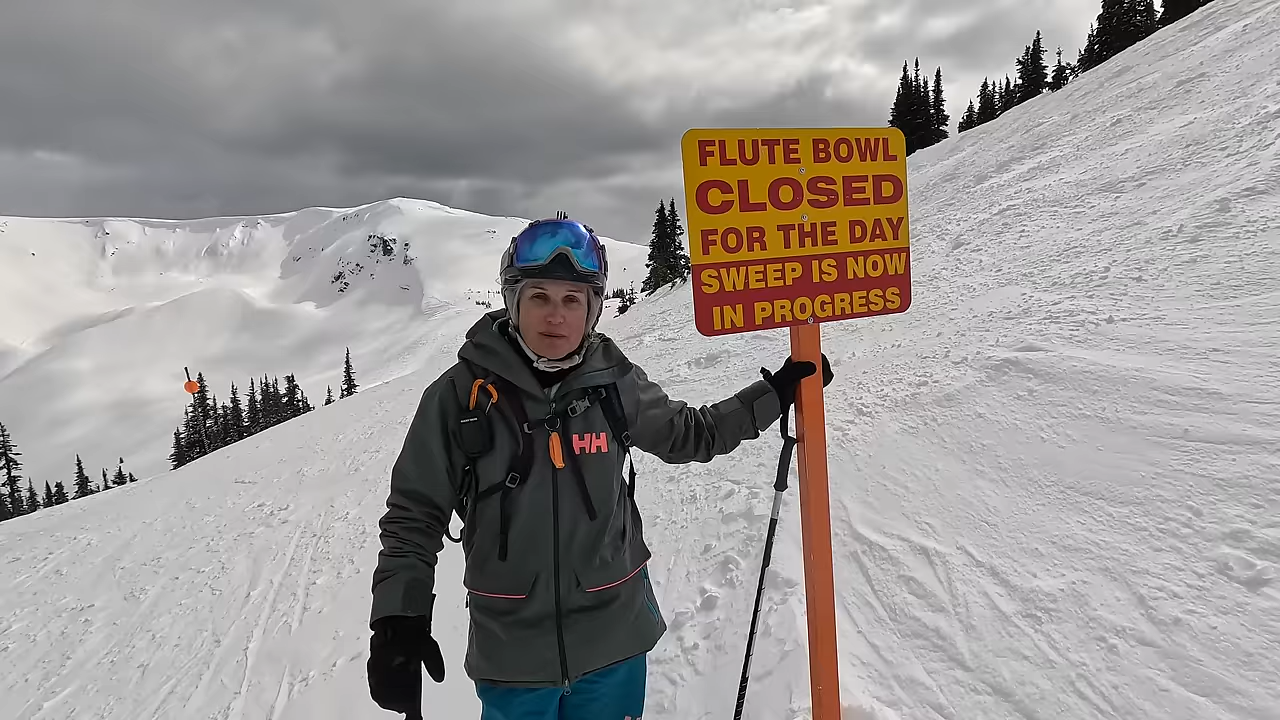 FLUTE BOWL
CLOSED
FOR THE DAY
SWEEP IS NOW
IN PROGRESS
HH